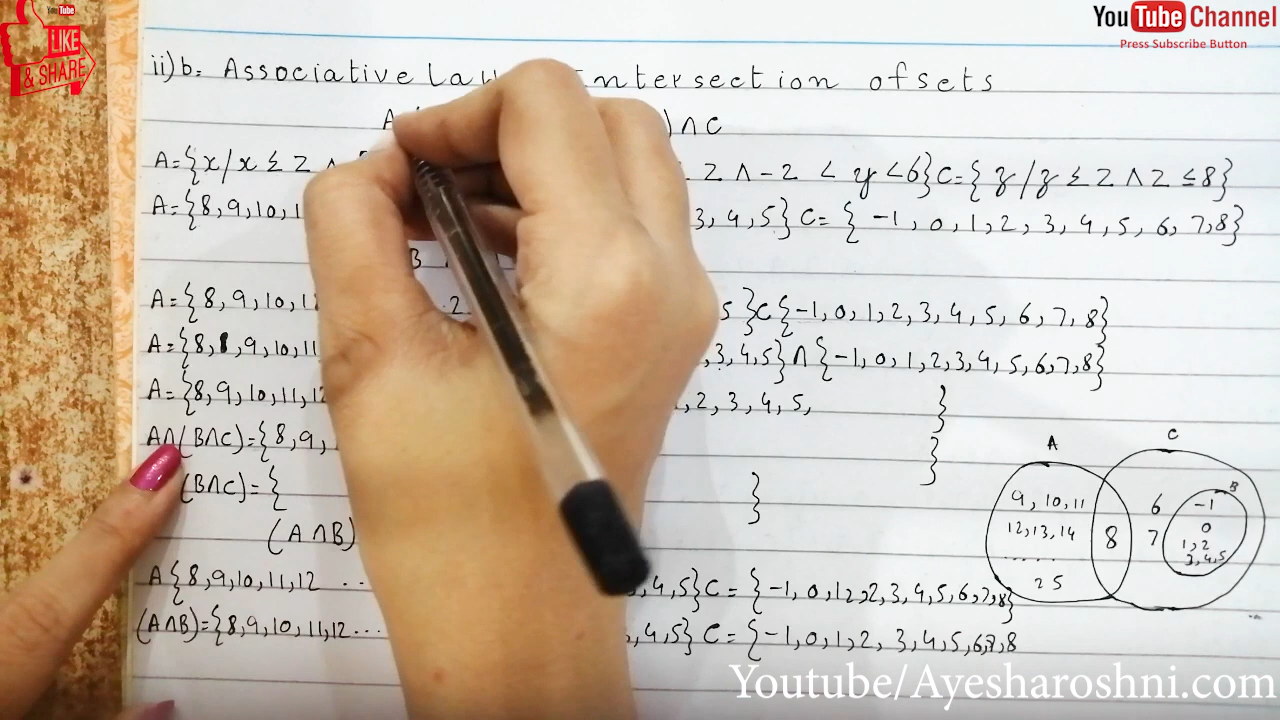 YouTube
LIKE
& SHARE
YouTube Channel
Press Subscribe Button
ii) b. Associative Law Intersection of sets
A ) ∩ C
A={x/x ≤ Z ∧ Z ∧ -2 < y <6} C={ z/z ≤ Z ∧ Z ≤8}
A={8,9,10,1 3, 4, 5} C= { -1, 0, 1, 2, 3, 4, 5, 6, 7,8}
B
A={8,9,10,1 5 }C{-1,0,1,2,3,4,5,6,7,8}
A={8, ,9,10,11 ,3,4,5} ∩ {-1,0,1,2,3,4,5,6,7,8}
A={8,9,10,11,12 2, 3, 4, 5, }
A∩(B∩C)={8,9, }
(B∩C)={ }
(A∩B)
A{8,9,10,11,12 ... ,4,5}C = {-1,0,1,2,2,3,4,5,6,7,8}
(A∩B)={8,9,10,11,12... ,4,5} C = {-1,0,1,2, 3,4,5,6,7,8
A C
B
9, 10, 11
12,13,14
.....
25
8
6
7
-1
0
1,2
3,4,5
Youtube/Ayesharoshni.com